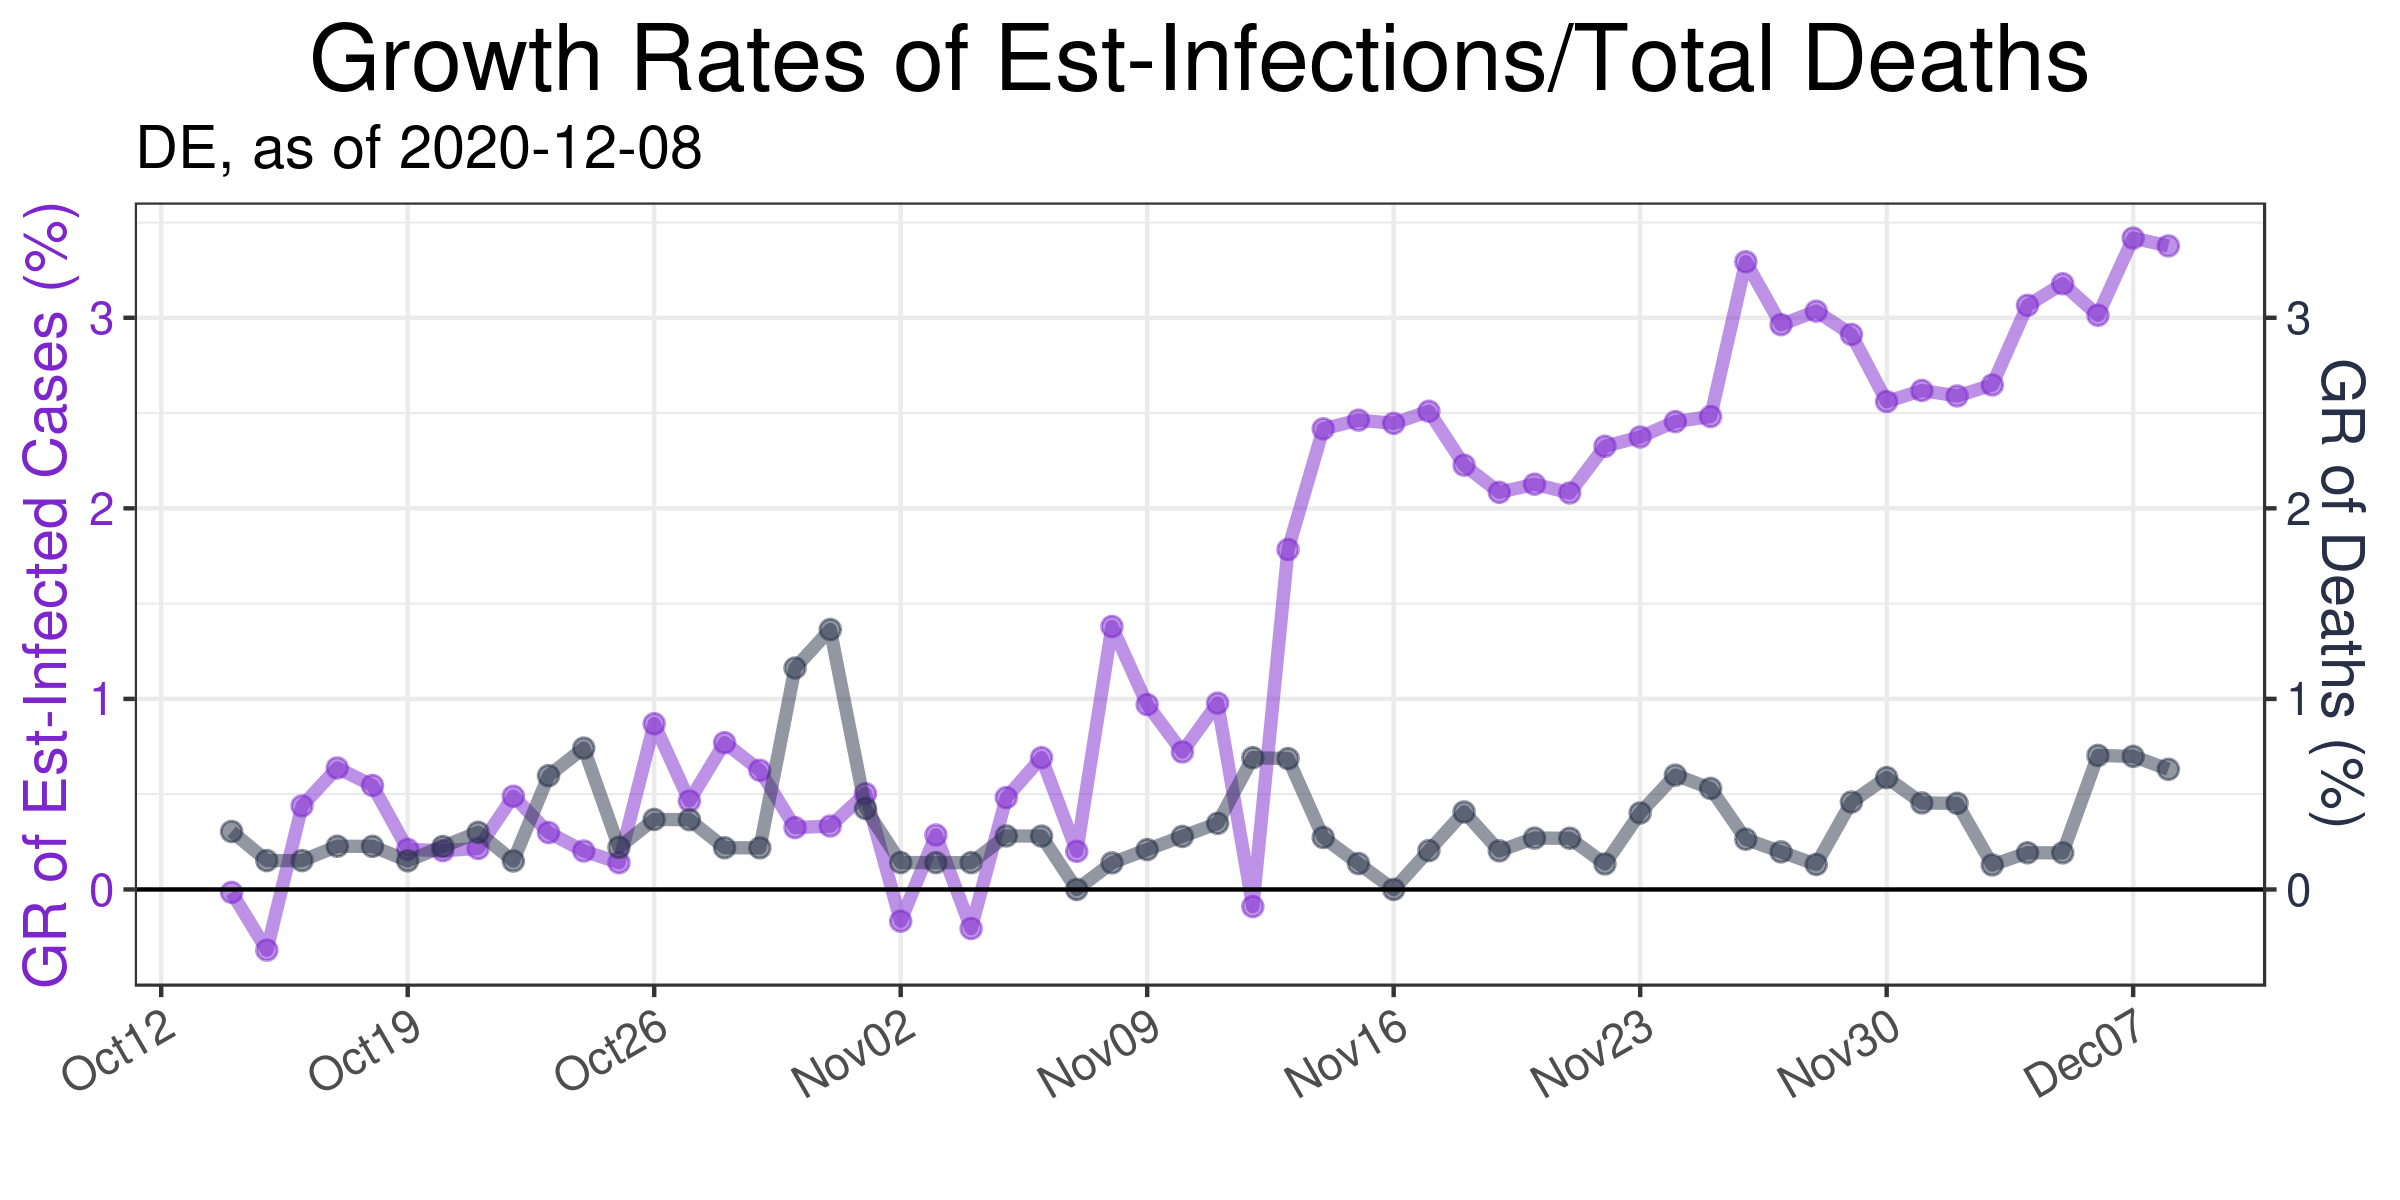 Growth Rates of Est-Infections/Total Deaths
DE, as of 2020-12-08
GR of Est-Infected Cases (%)
3
2
1
0
3
2
1
0
GR of Deaths (%)
Oct12
Oct19
Oct26
Nov02
Nov09
Nov16
Nov23
Nov30
Dec07